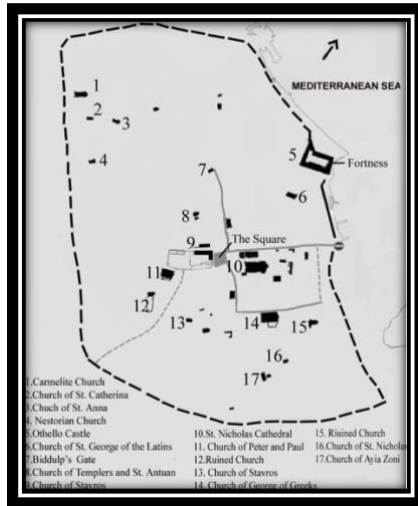 1
2
3
4
MEDITERRANEAN SEA
5
Fortness
6
7
8
9
The Square
10
11
12
13
14
15
16
17
1.Carmelite Church
2.Church of St. Catherina
3.Chuch of St. Anna
4. Nestorian Church
5.Othello Castle
6.Church of St. George of the Latins
7.Biddulp's Gate
8.Church of Templers and St. Antuan
9.Church of Stavros
10.St. Nicholas Cathedral
11. Church of Peter and Paul
12.Ruined Church
13. Church of Stavros
14. Church of George of Greeks
15. Riuined Church
16.Church of St. Nicholas
17.Church of Ayia Zoni